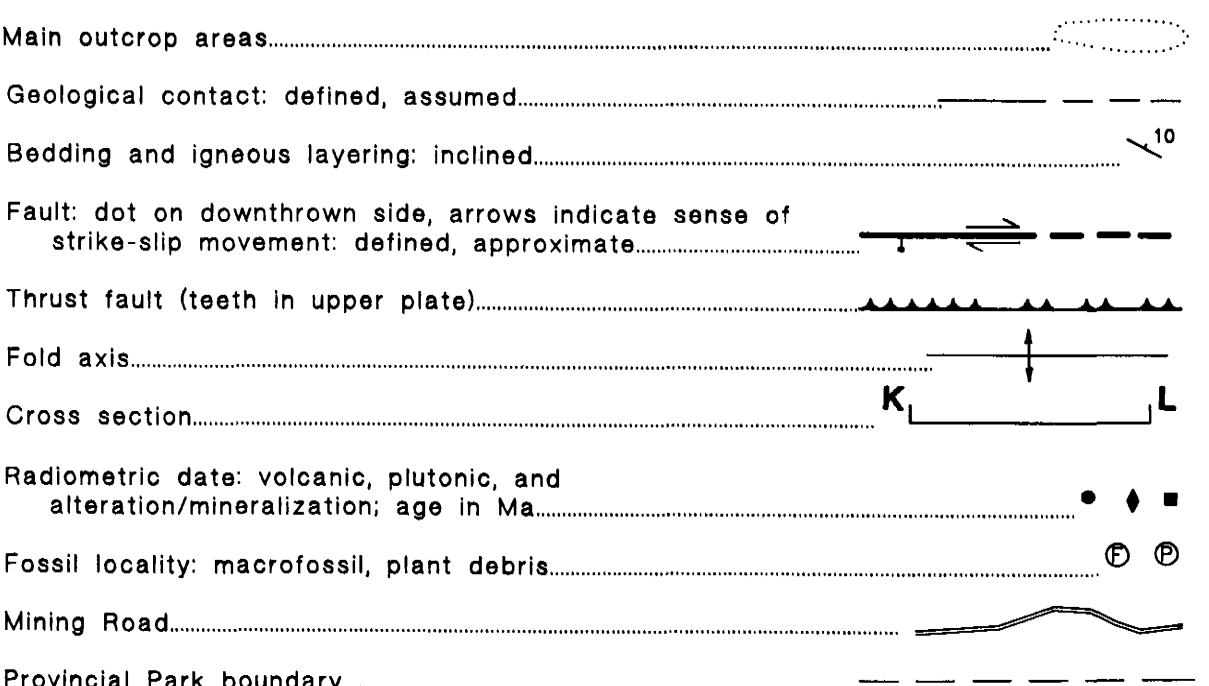 Main outcrop areas
Geological contact: defined, assumed
Bedding and igneous layering: inclined 10
Fault: dot on downthrown side, arrows indicate sense of
strike-slip movement: defined, approximate
Thrust fault (teeth in upper plate)
Fold axis
Cross section K L
Radiometric date: volcanic, plutonic, and
alteration/mineralization; age in Ma
Fossil locality: macrofossil, plant debris F P
Mining Road
Provincial Park boundary